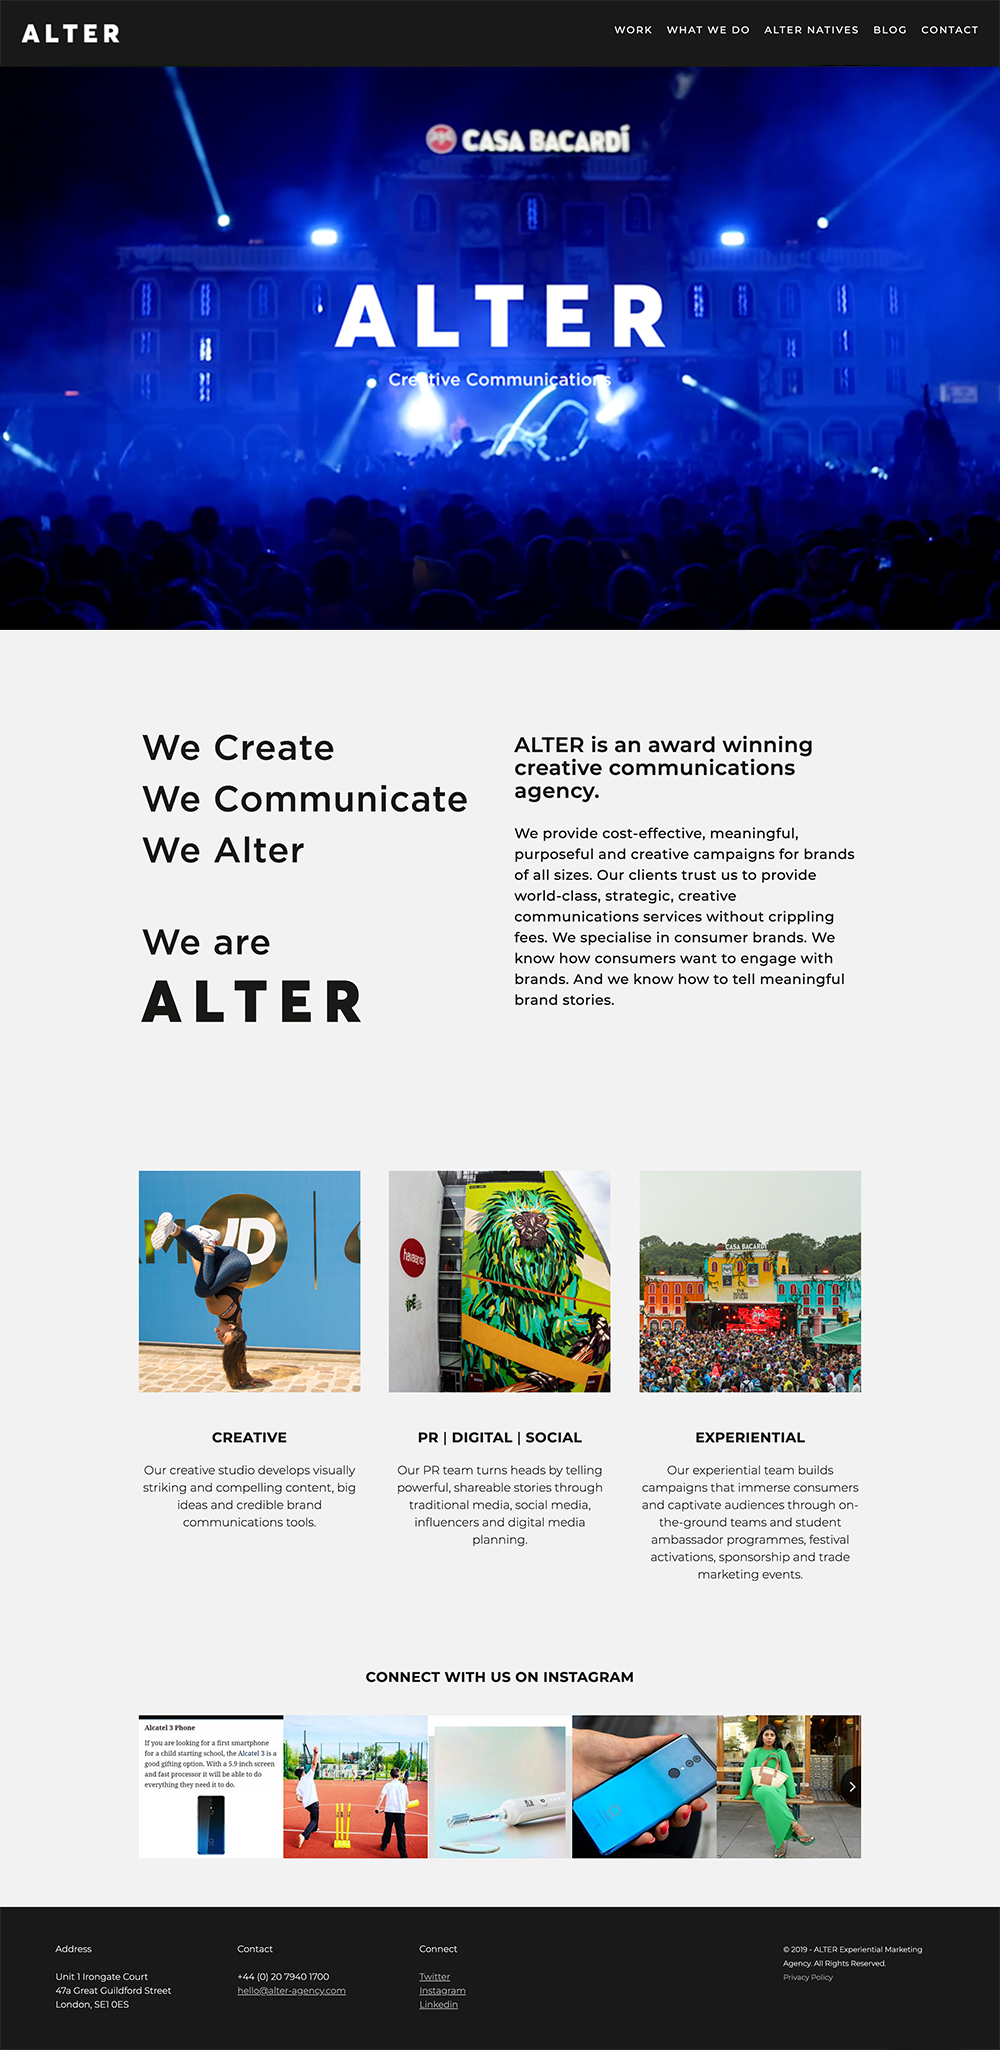 ALTER
WORK WHAT WE DO ALTER NATIVES BLOG CONTACT
CASA BACARDÍ
ALTER
Creative Communications
We Create
We Communicate
We Alter
We are
ALTER
ALTER is an award winning
creative communications
agency.
We provide cost-effective, meaningful,
purposeful and creative campaigns for brands
of all sizes. Our clients trust us to provide
world-class, strategic, creative
communications services without crippling
fees. We specialise in consumer brands. We
know how consumers want to engage with
brands. And we know how to tell meaningful
brand stories.
JD
havaianas
CASA BACARDÍ
CREATIVE
Our creative studio develops visually
striking and compelling content, big
ideas and credible brand
communications tools.
PR | DIGITAL | SOCIAL
Our PR team turns heads by telling
powerful, shareable stories through
traditional media, social media,
influencers and digital media
planning.
EXPERIENTIAL
Our experiential team builds
campaigns that immerse consumers
and captivate audiences through on-
the-ground teams and student
ambassador programmes, festival
activations, sponsorship and trade
marketing events.
CONNECT WITH US ON INSTAGRAM
Alcatel 3 Phone
If you are looking for a first smartphone
for a child starting school, the Alcatel 3 is a
good gifting option. With a 5.9 inch screen
and fast processor it will be able to do
everything they need it to do.
Address
Unit 1 Irongate Court
47a Great Guildford Street
London, SE1 0ES
Contact
+44 (0) 20 7940 1700
hello@alter-agency.com
Connect
Twitter
Instagram
Linkedin
© 2019 - ALTER Experiential Marketing
Agency. All Rights Reserved.
Privacy Policy